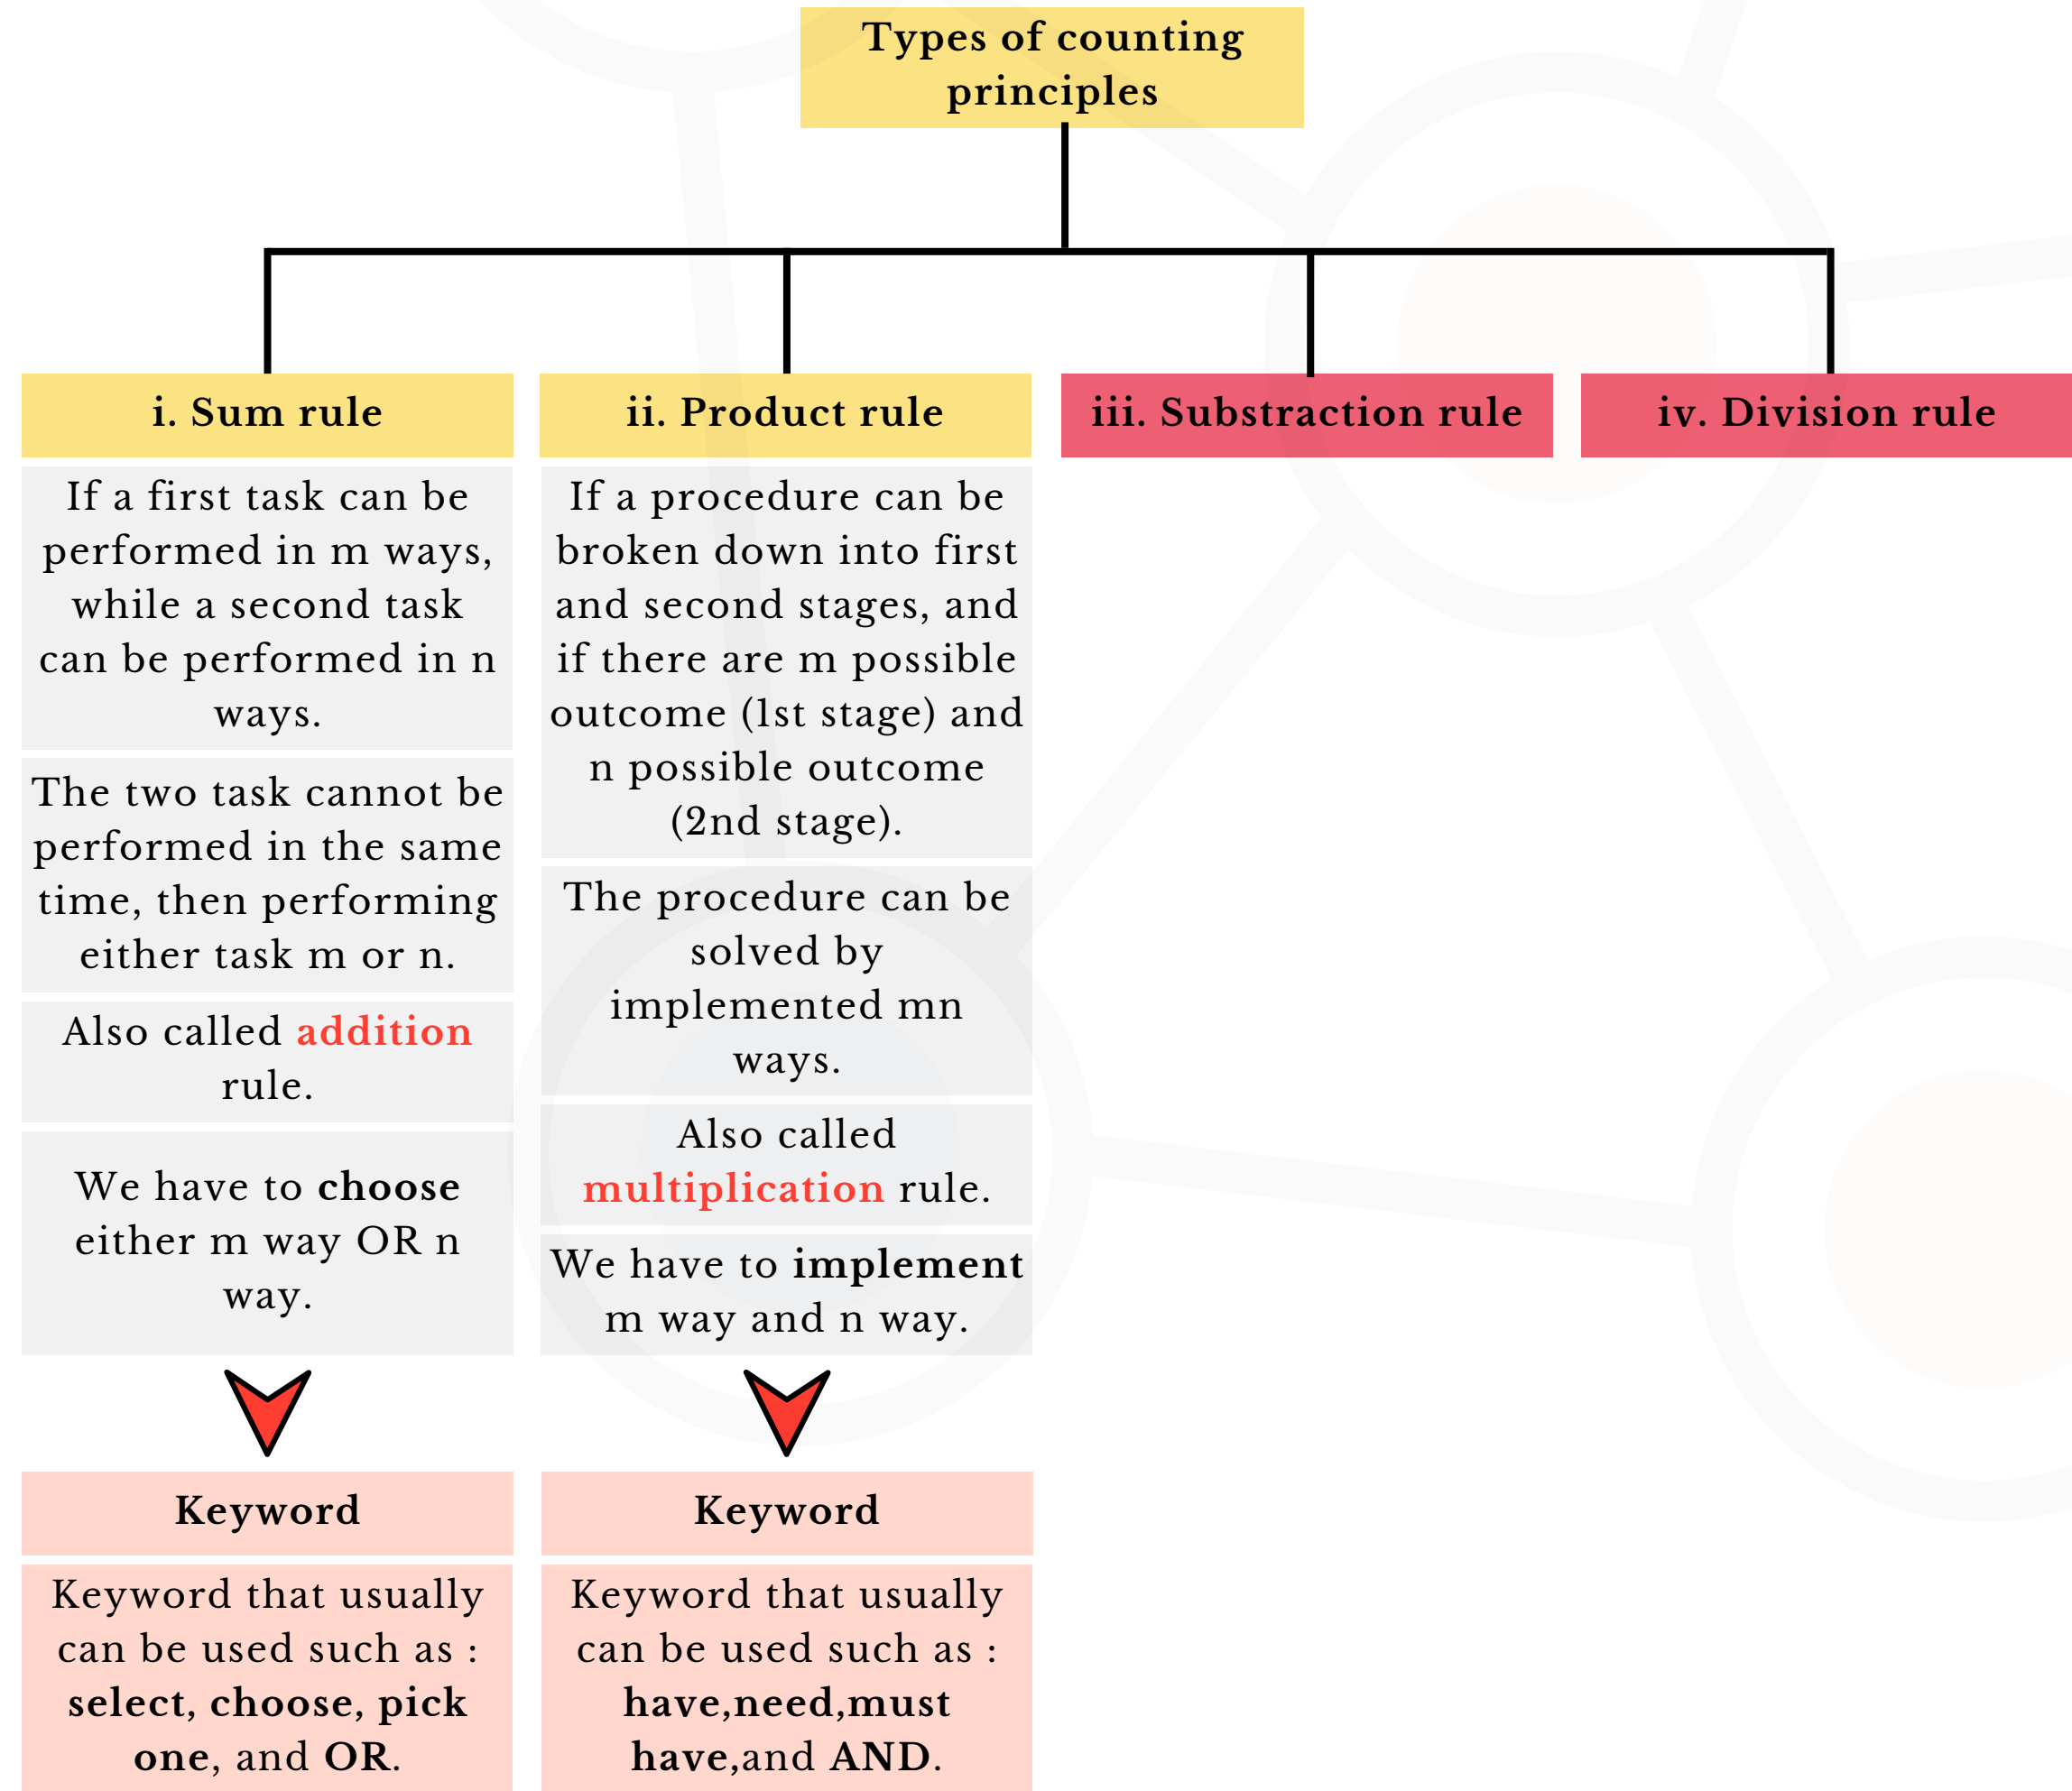 Types of counting
principles
i. Sum rule
If a first task can be
performed in m ways,
while a second task
can be performed in n
ways.
The two task cannot be
performed in the same
time, then performing
either task m or n.
Also called addition
rule.
We have to choose
either m way OR n
way.
Keyword
Keyword that usually
can be used such as :
select, choose, pick
one, and OR.
ii. Product rule
If a procedure can be
broken down into first
and second stages, and
if there are m possible
outcome (1st stage) and
n possible outcome
(2nd stage).
The procedure can be
solved by
implemented mn
ways.
Also called
multiplication rule.
We have to implement
m way and n way.
Keyword
Keyword that usually
can be used such as :
have,need,must
have,and AND.
iii. Substraction rule
iv. Division rule